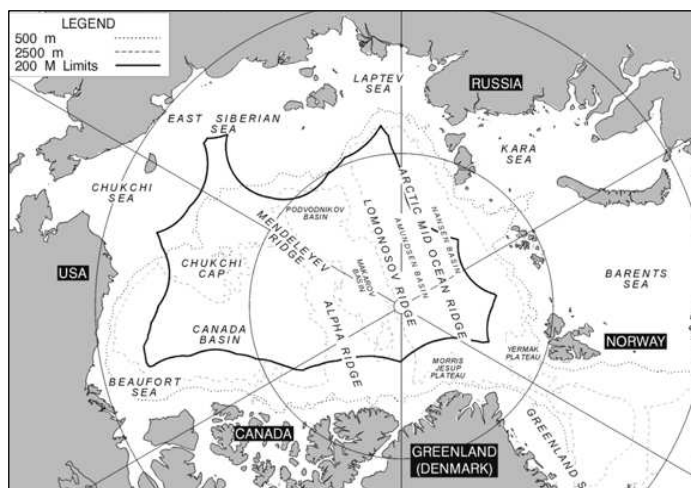 LEGEND
500 m
2500 m
200 M Limits
LAPTEV
SEA
RUSSIA
EAST SIBERIAN
SEA
KARA
SEA
CHUKCHI
SEA
PODVODNIKOV
BASIN
MENDELEYEV
RIDGE
ARCTIC MID OCEAN RIDGE
NANSEN BASIN
AMUNDSEN BASIN
LOMONOSOV RIDGE
MAKAROV
BASIN
USA
CHUKCHI
CAP
BARENTS
SEA
ALPHA RIDGE
CANADA
BASIN
YERMAK
PLATEAU
NORWAY
MORRIS
JESUP
PLATEAU
BEAUFORT
SEA
CANADA
GREENLAND
(DENMARK)
GREENLAND S